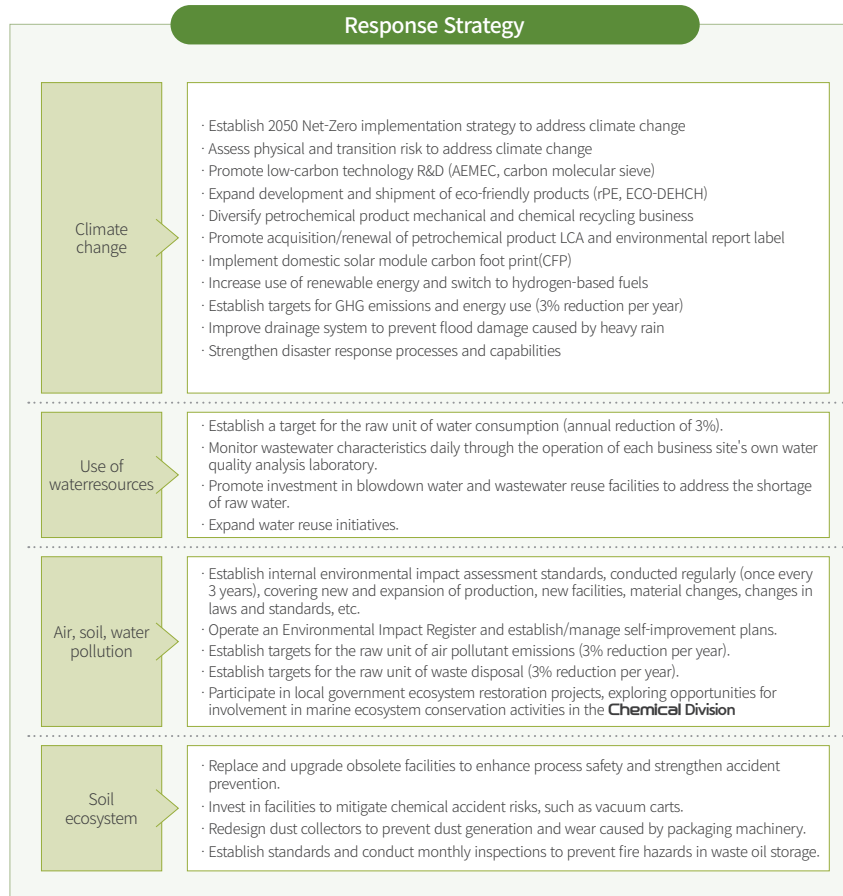 Response Strategy
Climate
change
· Establish 2050 Net-Zero implementation strategy to address climate change
· Assess physical and transition risk to address climate change
· Promote low-carbon technology R&D (AEMEC, carbon molecular sieve)
· Expand development and shipment of eco-friendly products (rPE, ECO-DEHCH)
· Diversify petrochemical product mechanical and chemical recycling business
· Promote acquisition/renewal of petrochemical product LCA and environmental report label
· Implement domestic solar module carbon foot print(CFP)
· Increase use of renewable energy and switch to hydrogen-based fuels
· Establish targets for GHG emissions and energy use (3% reduction per year)
· Improve drainage system to prevent flood damage caused by heavy rain
· Strengthen disaster response processes and capabilities
Use of
waterresources
· Establish a target for the raw unit of water consumption (annual reduction of 3%).
· Monitor wastewater characteristics daily through the operation of each business site's own water
quality analysis laboratory.
· Promote investment in blowdown water and wastewater reuse facilities to address the shortage
of raw water.
· Expand water reuse initiatives.
Air, soil, water
pollution
· Establish internal environmental impact assessment standards, conducted regularly (once every
3 years), covering new and expansion of production, new facilities, material changes, changes in
laws and standards, etc.
· Operate an Environmental Impact Register and establish/manage self-improvement plans.
· Establish targets for the raw unit of air pollutant emissions (3% reduction per year).
· Establish targets for the raw unit of waste disposal (3% reduction per year).
· Participate in local government ecosystem restoration projects, exploring opportunities for
involvement in marine ecosystem conservation activities in the Chemical Division
Soil
ecosystem
· Replace and upgrade obsolete facilities to enhance process safety and strengthen accident
prevention.
· Invest in facilities to mitigate chemical accident risks, such as vacuum carts.
· Redesign dust collectors to prevent dust generation and wear caused by packaging machinery.
· Establish standards and conduct monthly inspections to prevent fire hazards in waste oil storage.